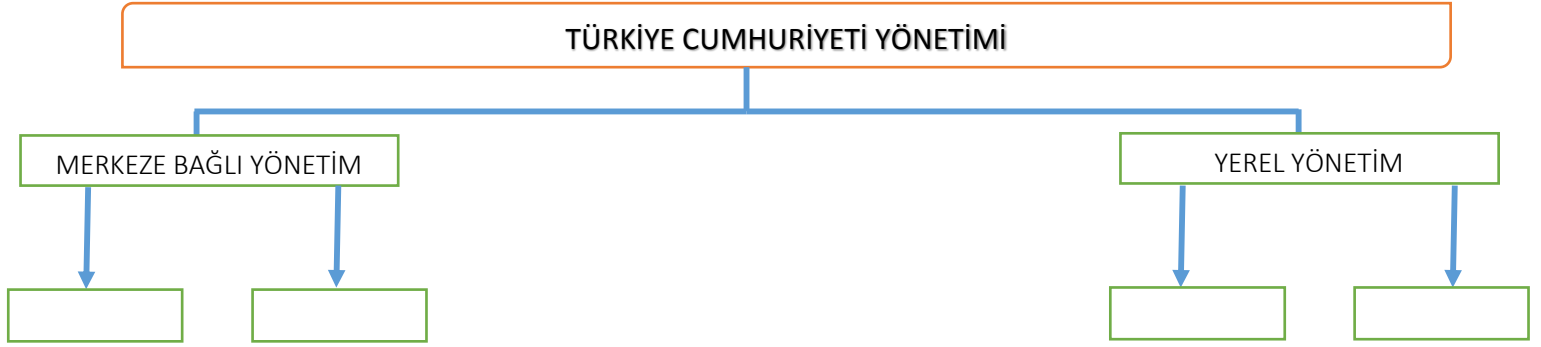 TÜRKİYE CUMHURİYETİ YÖNETİMİ
MERKEZE BAĞLI YÖNETİM
YEREL YÖNETİM